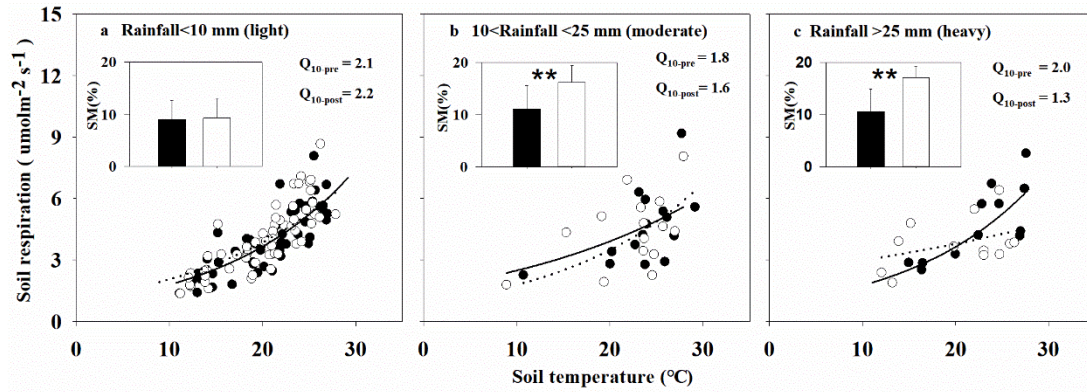 a Rainfall<10 mm (light)
b 10<Rainfall <25 mm (moderate)
c Rainfall >25 mm (heavy)
Q10-pre = 2.1
Q10-post = 2.2
Q10-pre = 1.8
Q10-post = 1.6
Q10-pre = 2.0
Q10-post = 1.3
SM(%)
20
10
0
SM(%)
20
10
0
**
SM(%)
20
10
0
**
Soil respiration ( umolm-2 s-1 )
15
12
9
6
3
0
0 10 20 30
0 10 20 30
0 10 20 30
Soil temperature (°C)